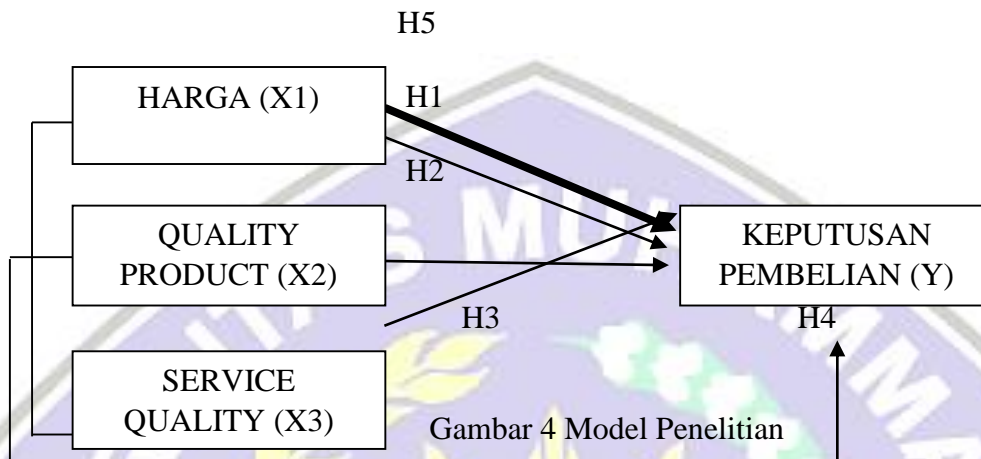 H5
HARGA (X1)
H1
H2
QUALITY
PRODUCT (X2)
KEPUTUSAN
PEMBELIAN (Y)
H3
H4
SERVICE
QUALITY (X3)
Gambar 4 Model Penelitian